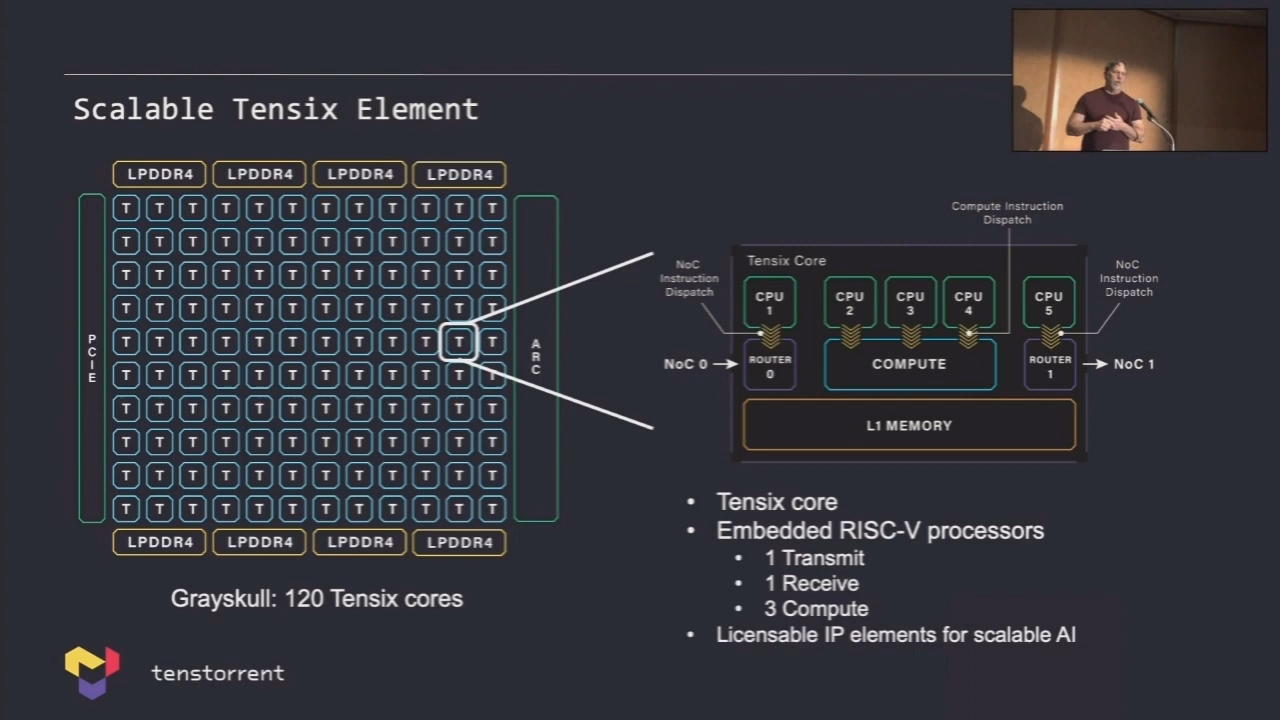 Scalable Tensix Element
LPDDR4 LPDDR4 LPDDR4 LPDDR4
PCIE
T T T T T T T T T T T T
T T T T T T T T T T T T
T T T T T T T T T T T T
T T T T T T T T T T T T
T T T T T T T T T T T T
T T T T T T T T T T T T
T T T T T T T T T T T T
T T T T T T T T T T T T
T T T T T T T T T T T T
T T T T T T T T T T T T
ARC
LPDDR4 LPDDR4 LPDDR4 LPDDR4
Grayskull: 120 Tensix cores
Compute Instruction
Dispatch
Tensix Core
NoC
Instruction
Dispatch
CPU
1
CPU
2
CPU
3
CPU
4
CPU
5
NoC
Instruction
Dispatch
NoC 0
ROUTER
0
COMPUTE
ROUTER
1
NoC 1
L1 MEMORY
• Tensix core
• Embedded RISC-V processors
• 1 Transmit
• 1 Receive
• 3 Compute
• Licensable IP elements for scalable AI
tenstorrent